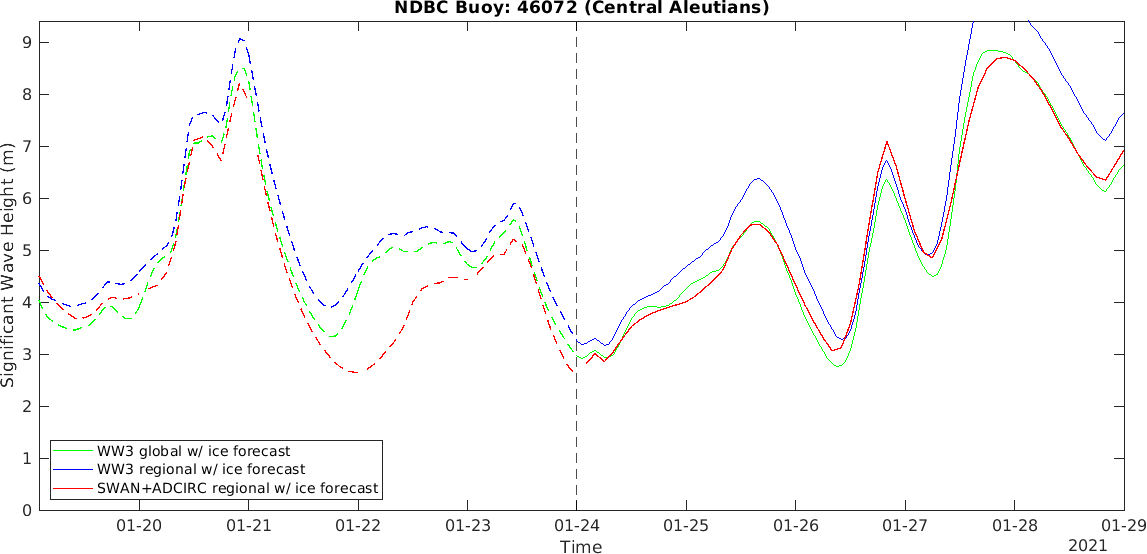 NDBC Buoy: 46072 (Central Aleutians)
Significant Wave Height (m)
9
8
7
6
5
4
3
2
1
0
WW3 global w/ ice forecast
WW3 regional w/ ice forecast
SWAN+ADCIRC regional w/ ice forecast
01-20 01-21 01-22 01-23 01-24 01-25 01-26 01-27 01-28 01-29
Time
2021